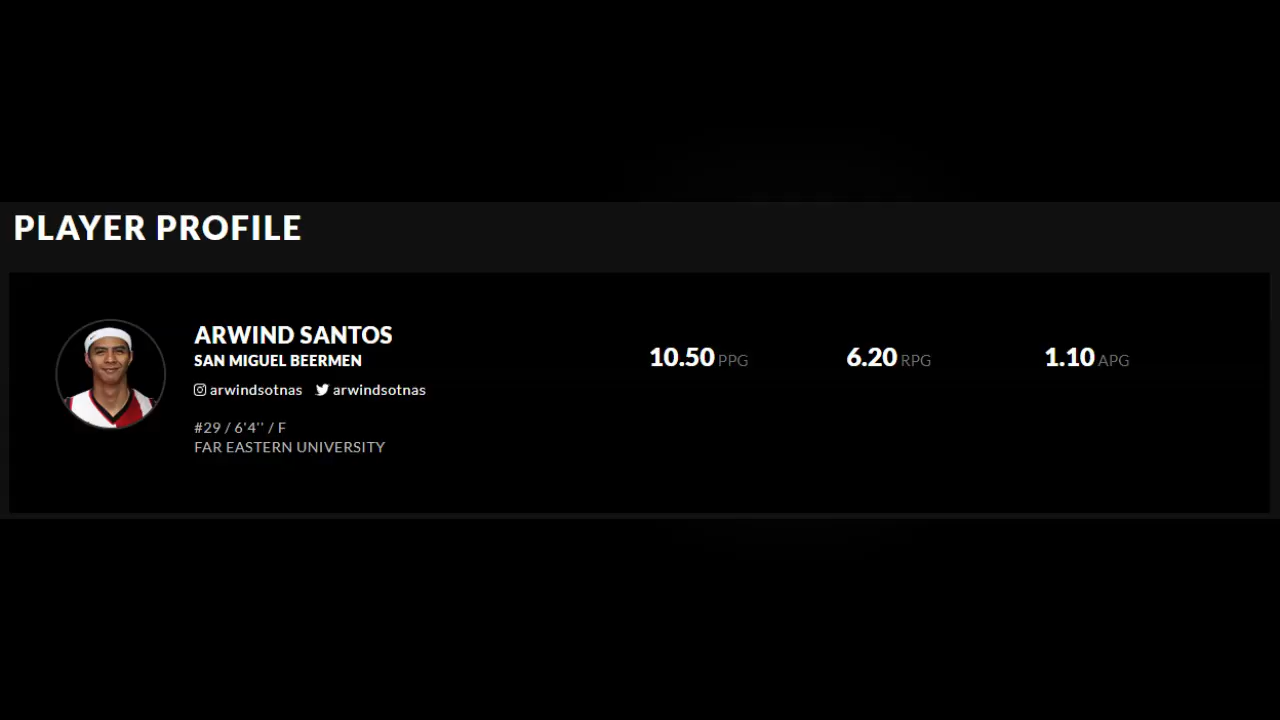 PLAYER PROFILE
ARWIND SANTOS
SAN MIGUEL BEERMEN
10.50 PPG 6.20 RPG 1.10 APG
arwindsotnas arwindsotnas
#29 / 6'4'' / F
FAR EASTERN UNIVERSITY